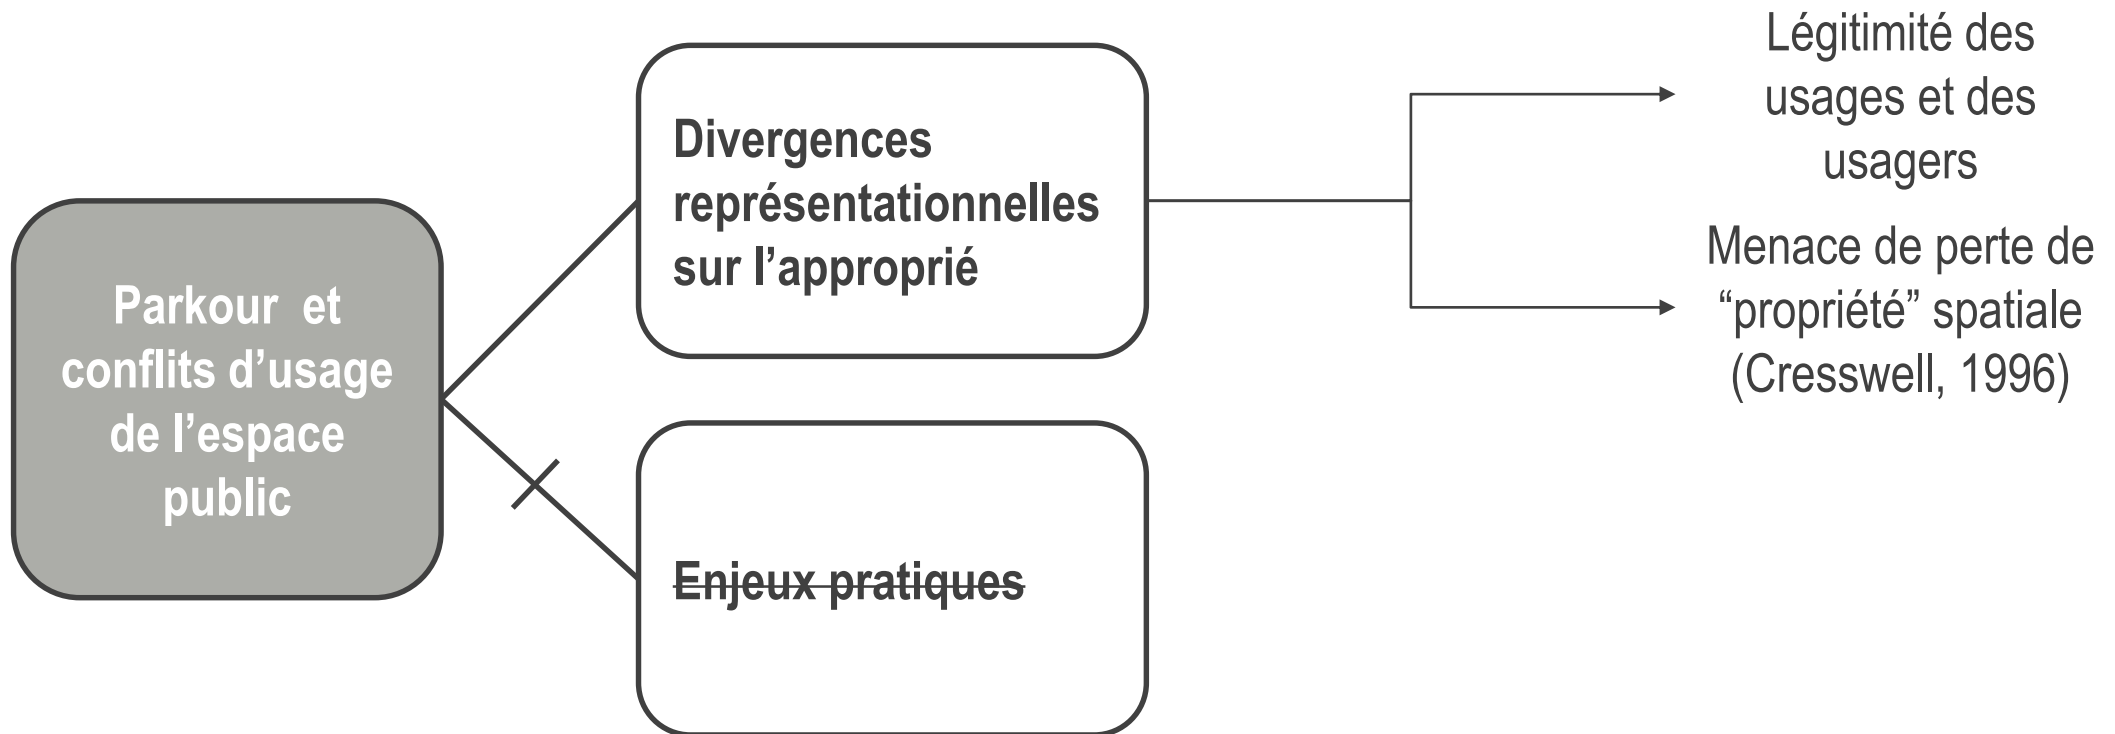 Parkour  et
conflits d’usage
de l’espace
public
Divergences
représentationnelles
sur l’approprié
Enjeux pratiques
Légitimité des
usages et des
usagers
Menace de perte de
“propriété” spatiale
(Cresswell, 1996)